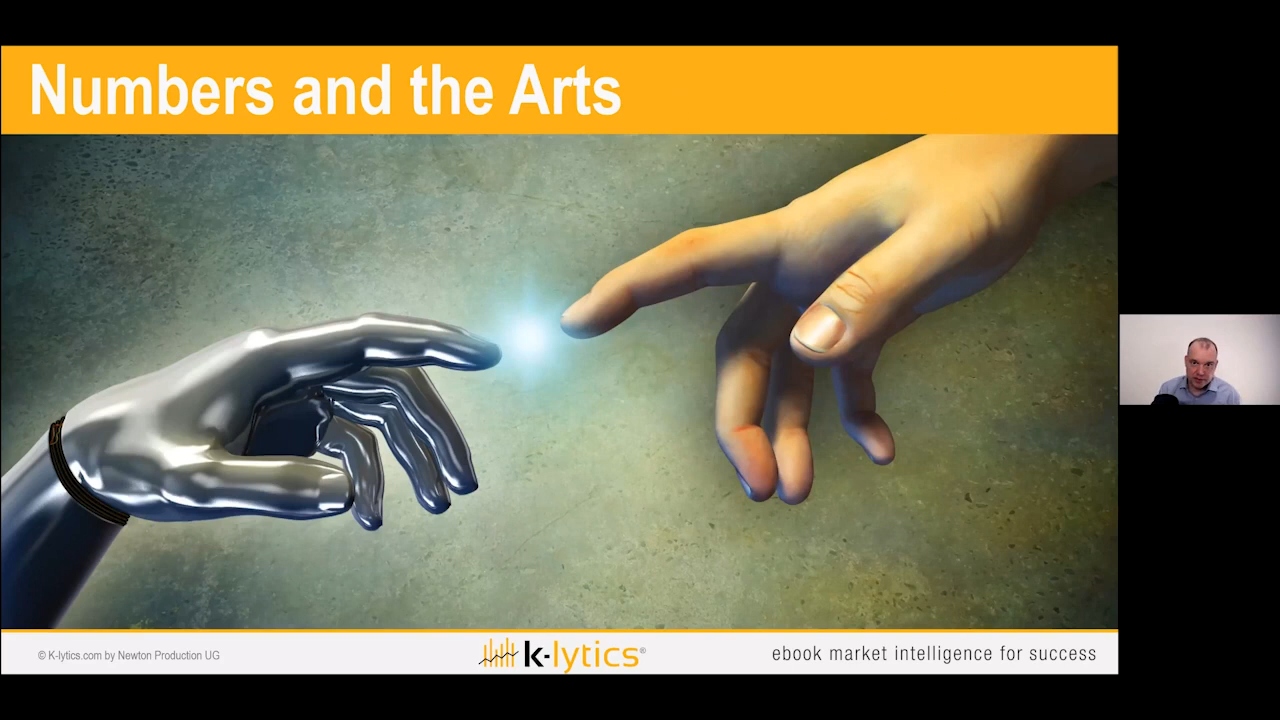 Numbers and the Arts
© K-lytics.com by Newton Production UG
k-lytics®
ebook market intelligence for success